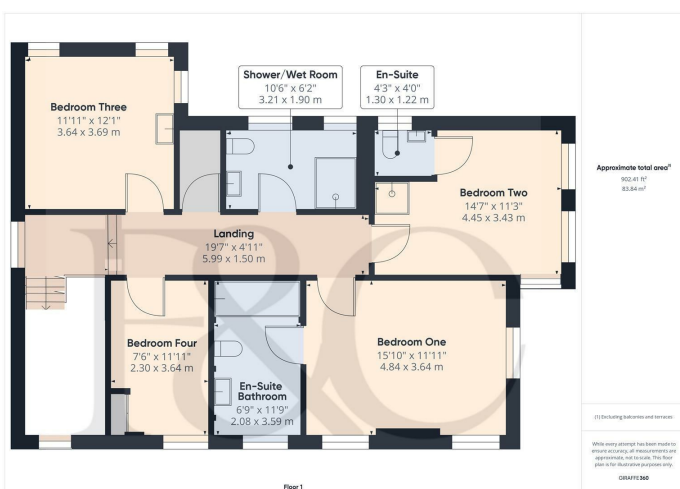 Bedroom Three
11'11" x 12'1"
3.64 x 3.69 m
Shower/Wet Room
10'6" x 6'2"
3.21 x 1.90 m
En-Suite
4'3" x 4'0"
1.30 x 1.22 m
Bedroom Two
14'7" x 11'3"
4.45 x 3.43 m
Landing
19'7" x 4'11"
5.99 x 1.50 m
Bedroom Four
7'6" x 11'11"
2.30 x 3.64 m
En-Suite
Bathroom
6'9" x 11'9"
2.08 x 3.59 m
Bedroom One
15'10" x 11'11"
4.84 x 3.64 m
F&C
Floor 1
Approximate total area⁽¹⁾
902.41 ft²
83.84 m²
(1) Excluding balconies and terraces
While every attempt has been made to
ensure accuracy, all measurements are
approximate, not to scale. This floor
plan is for illustrative purposes only.
GIRAFFE360